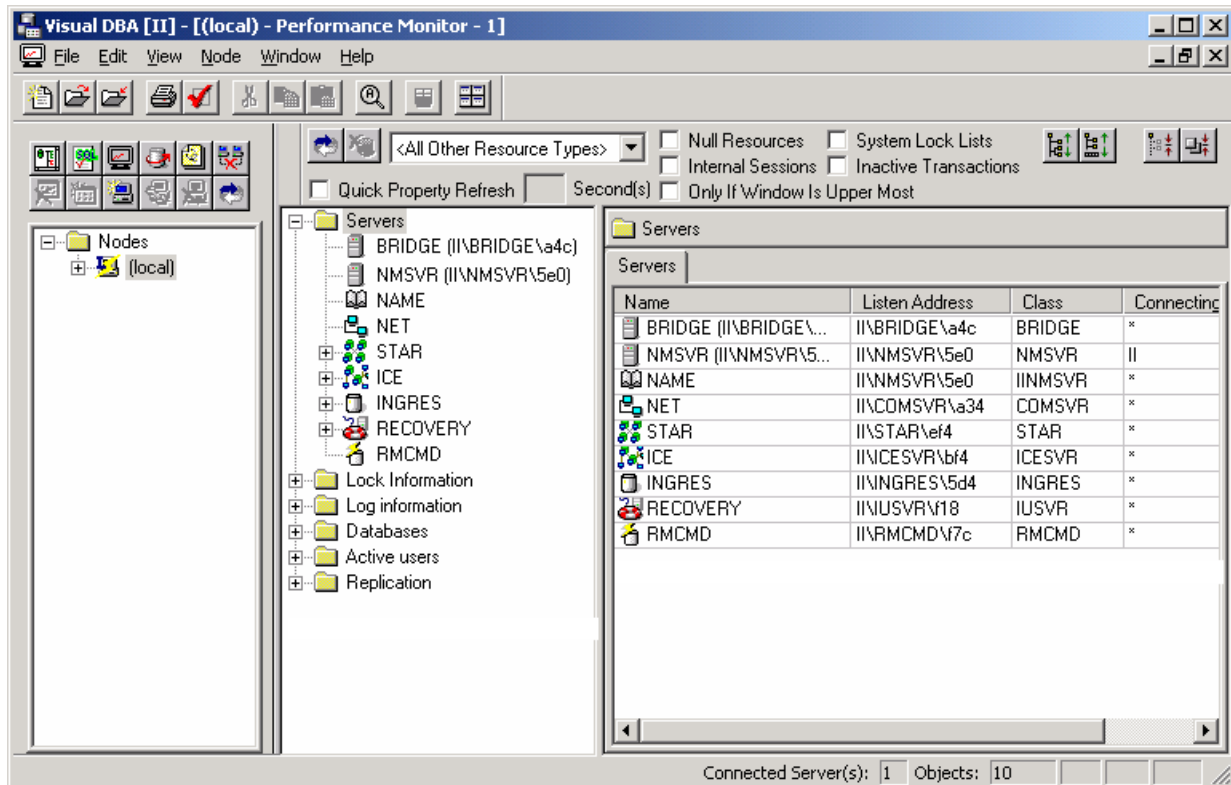 Visual DBA [II] - [(local) - Performance Monitor - 1]
File Edit View Node Window Help
<All Other Resource Types>
Null Resources
System Lock Lists
Internal Sessions
Inactive Transactions
Quick Property Refresh
Second(s)
Only If Window Is Upper Most
Nodes
(local)
Servers
BRIDGE (II\BRIDGE\a4c)
NMSVR (II\NMSVR\5e0)
NAME
NET
STAR
ICE
INGRES
RECOVERY
RMCMD
Lock Information
Log information
Databases
Active users
Replication
Servers
Servers
Name Listen Address Class Connecting
BRIDGE (II\BRIDGE\... II\BRIDGE\a4c BRIDGE *
NMSVR (II\NMSVR\5... II\NMSVR\5e0 NMSVR II
NAME II\NMSVR\5e0 IINMSVR *
NET II\COMSVR\a34 COMSVR *
STAR II\STAR\ef4 STAR *
ICE II\ICESVR\bf4 ICESVR *
INGRES II\INGRES\5d4 INGRES *
RECOVERY II\IUSVR\f18 IUSVR *
RMCMD II\RMCMD\f7c RMCMD *
Connected Server(s): 1 Objects: 10